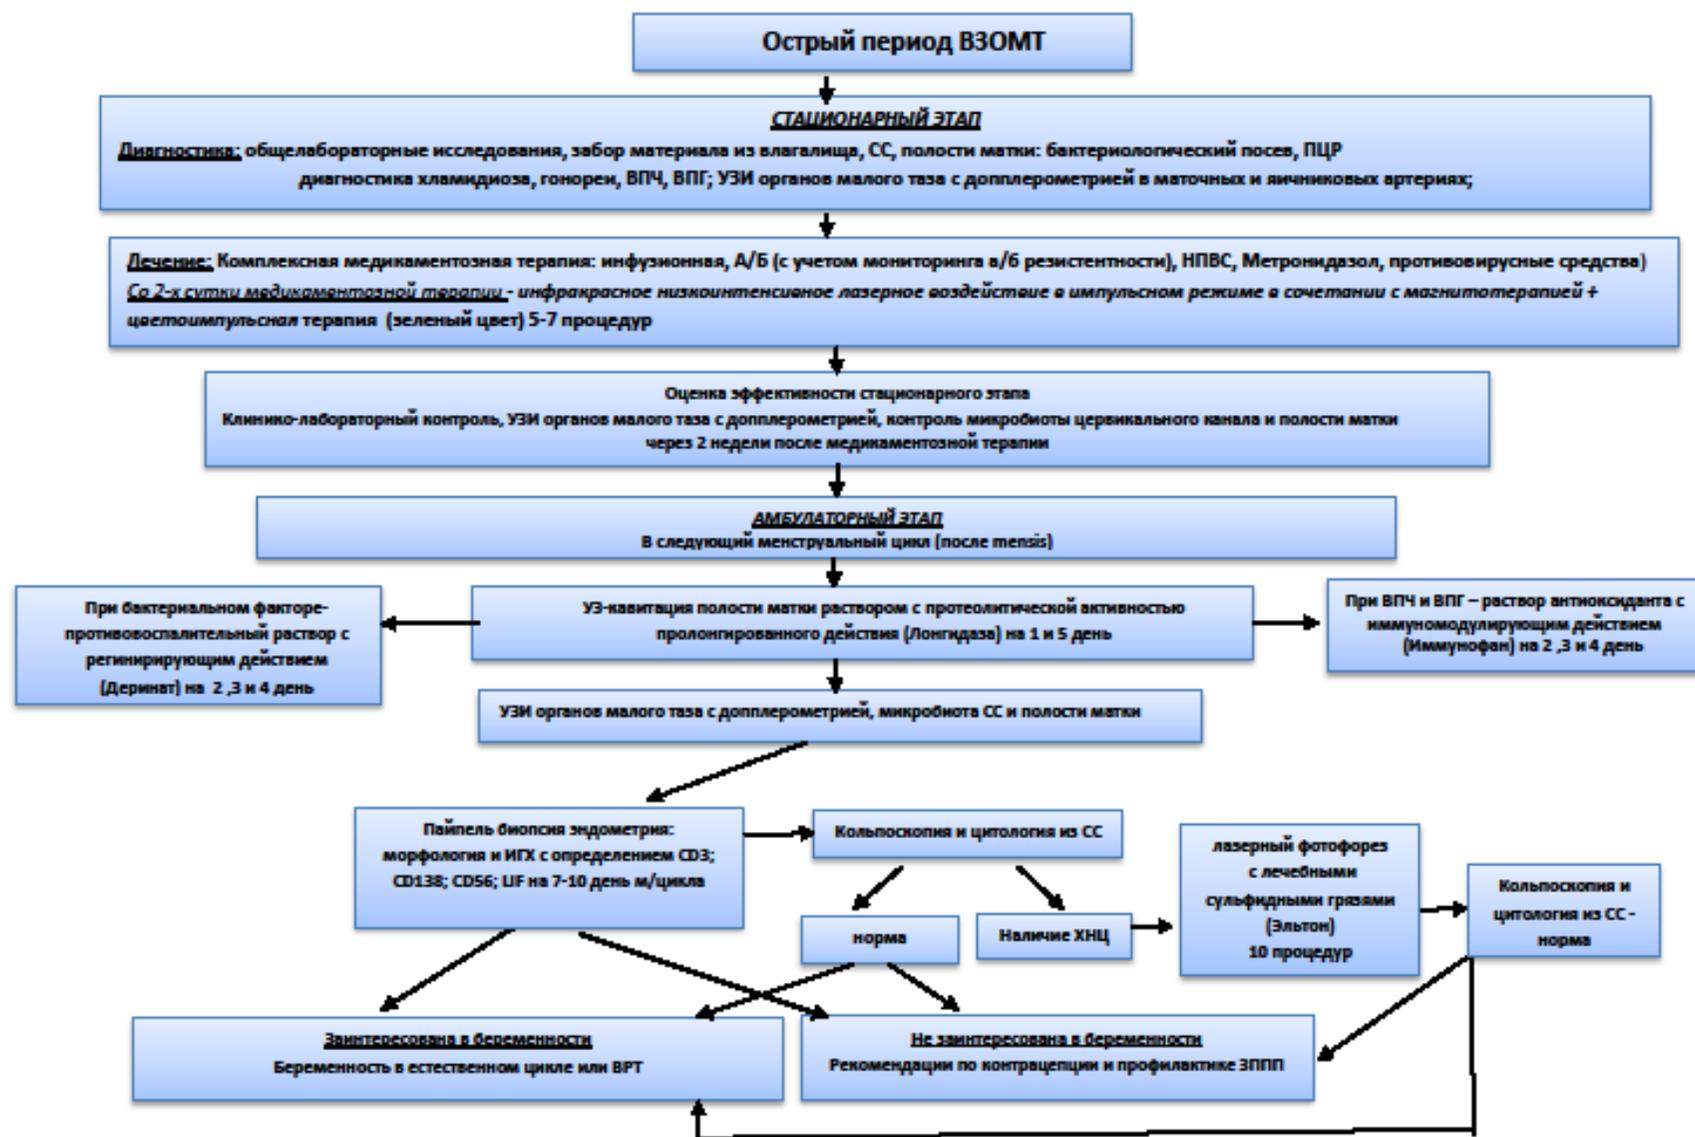 Острый период ВЗОМТ
СТАЦИОНАРНЫЙ ЭТАП
Диагностика: общелабораторные исследования, забор материала из влагалища, СС, полости матки: бактериологический посев, ПЦР
диагностика хламидиоза, гонореи, ВПЧ, ВПГ; УЗИ органов малого таза с допплерометрией в маточных и яичниковых артериях;
Лечение: Комплексная медикаментозная терапия: инфузионная, А/Б (с учетом мониторинга а/б резистентности), НПВС, Метронидазол, противовирусные средства)
Со 2-х сутки медикаментозной терапии - инфракрасное низкоинтенсивное лазерное воздействие в импульсном режиме в сочетании с магнитотерапией +
цветоимпульсная терапия (зеленый цвет) 5-7 процедур
Оценка эффективности стационарного этапа
Клинико-лабораторный контроль, УЗИ органов малого таза с допплерометрией, контроль микробиоты цервикального канала и полости матки
через 2 недели после медикаментозной терапии
АМБУЛАТОРНЫЙ ЭТАП
В следующий менструальный цикл (после mensis)
При бактериальном факторе-
противовоспалительный раствор с
регинирирующим действием
(Деринат) на 2 ,3 и 4 день
УЗ-кавитация полости матки раствором с протеолитической активностью
пролонгированного действия (Лонгидаза) на 1 и 5 день
При ВПЧ и ВПГ – раствор антиоксиданта с
иммуномодулирующим действием
(Иммунофан) на 2 ,3 и 4 день
УЗИ органов малого таза с допплерометрией, микробиота СС и полости матки
Пайпель биопсия эндометрия:
морфология и ИГХ с определением CD3;
CD138; CD56; LIF на 7-10 день м/цикла
Кольпоскопия и цитология из СС
норма
Наличие ХНЦ
лазерный фотофорез
с лечебными
сульфидными грязями
(Эльтон)
10 процедур
Кольпоскопия и
цитология из СС -
норма
Заинтересована в беременности
Беременность в естественном цикле или ВРТ
Не заинтересована в беременности
Рекомендации по контрацепции и профилактике ЗППП